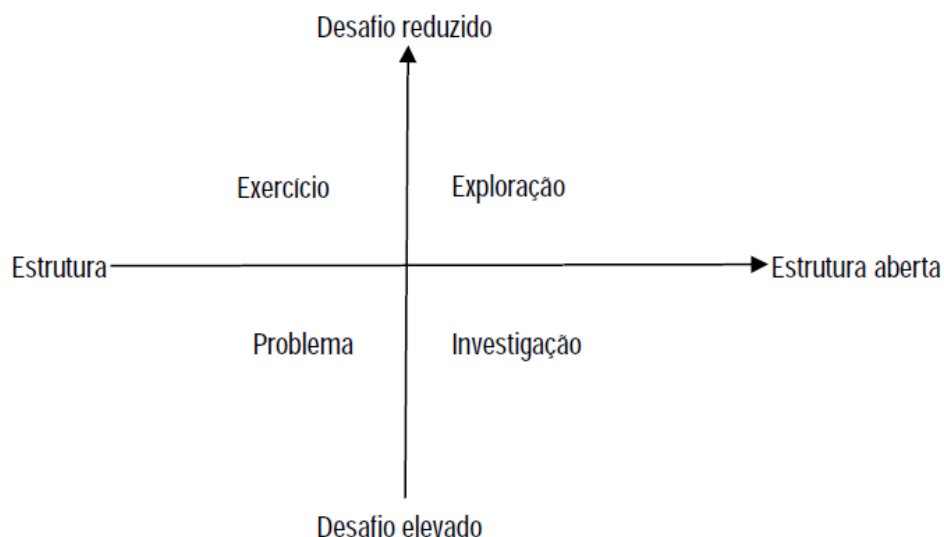 Desafio reduzido
Exercício
Exploração
Estrutura
Estrutura aberta
Problema
Investigação
Desafio elevado